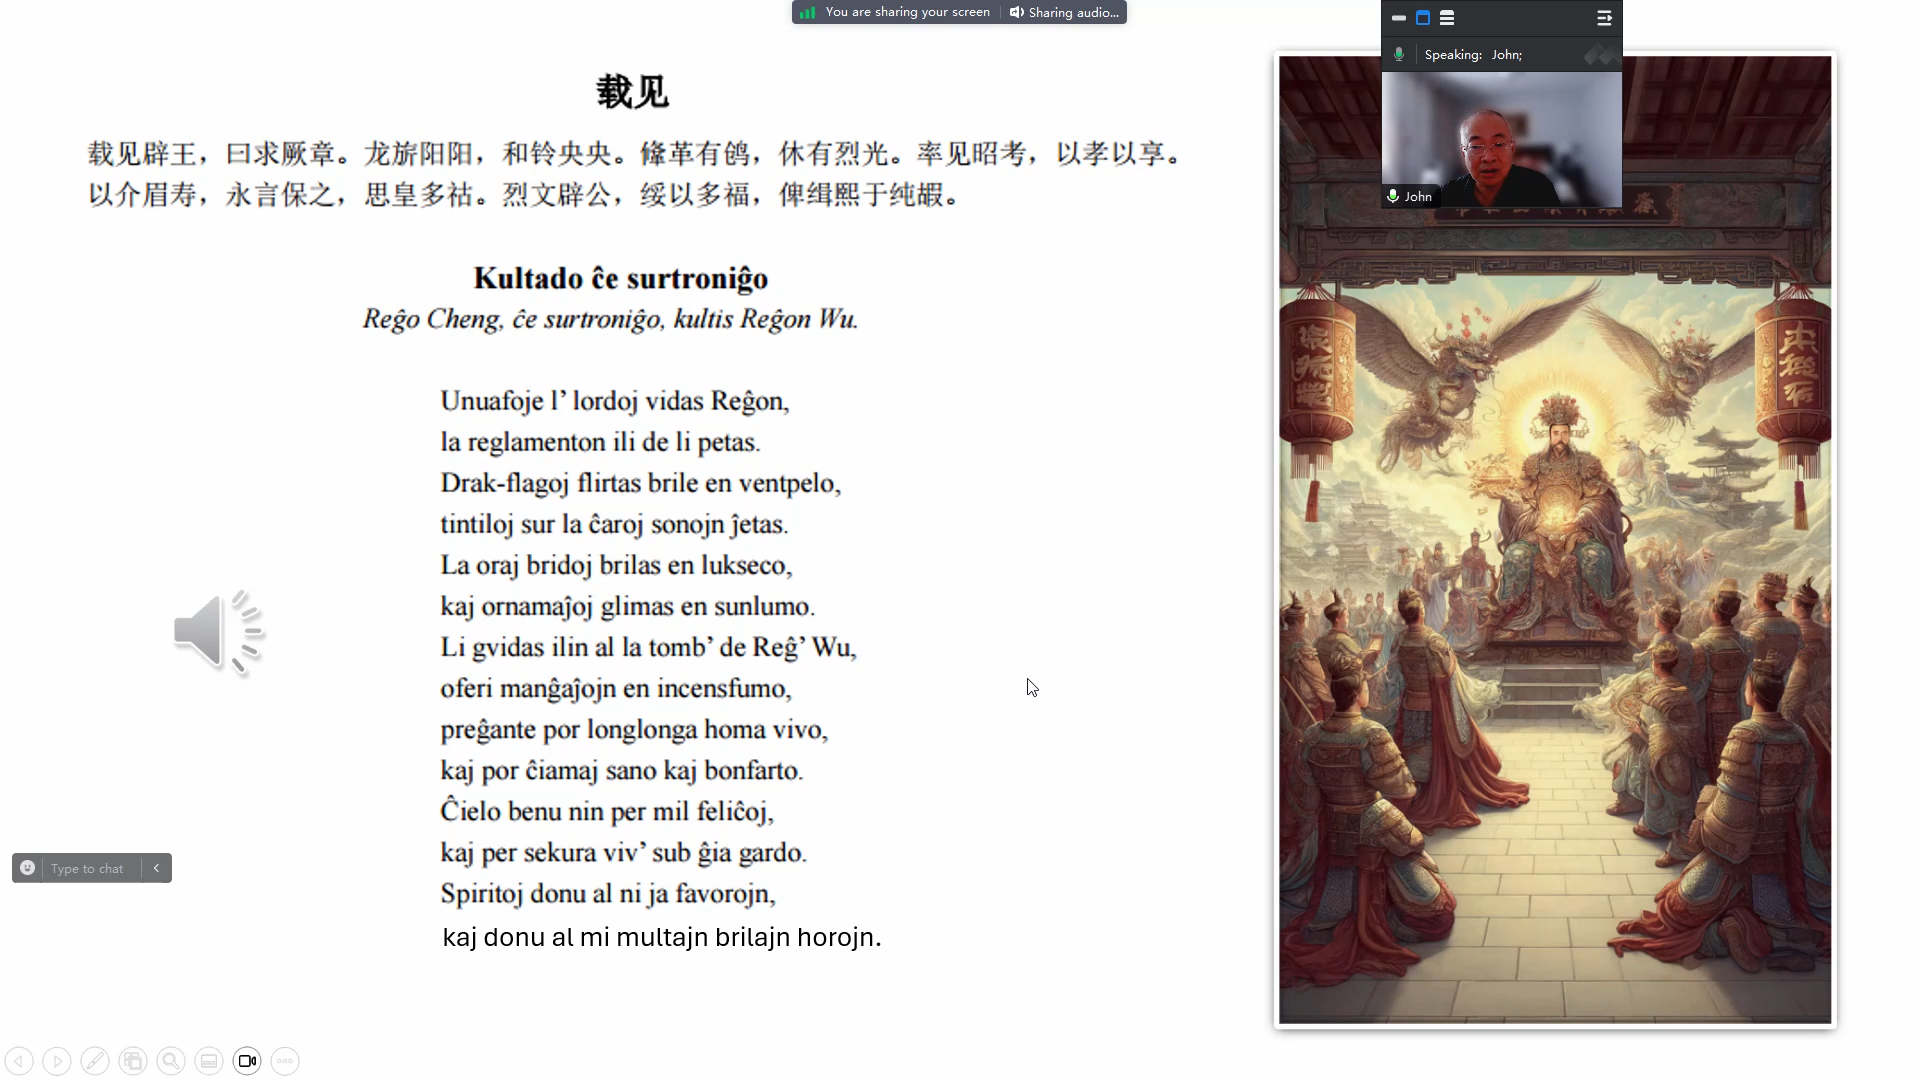 You are sharing your screen
Sharing audio...
Speaking: John;
John
载见
载见辟王，曰求厥章。龙旂阳阳，和铃央央。鞗革有鸧，休有烈光。率见昭考，以孝以享。
以介眉寿，永言保之，思皇多祜。烈文辟公，绥以多福，俾缉熙于纯嘏。
Kultado ĉe surtroniĝo
Reĝo Cheng, ĉe surtroniĝo, kultis Reĝon Wu.
Unuafoje l’ lordoj vidas Reĝon,
la reglamenton ili de li petas.
Drak-flagoj flirtas brile en ventpelo,
tintiloj sur la ĉaroj sonojn ĵetas.
La oraj bridoj brilas en lukseco,
kaj ornamaĵoj glimas en sunlumo.
Li gvidas ilin al la tomb’ de Reĝ’ Wu,
oferi manĝaĵojn en incensfumo,
preĝante por longlonga homa vivo,
kaj por ĉiamaj sano kaj bonfarto.
Ĉielo benu nin per mil feliĉoj,
kaj per sekura viv’ sub ĝia gardo.
Spiritoj donu al ni ja favorojn,
kaj donu al mi multajn brilajn horojn.
Type to chat